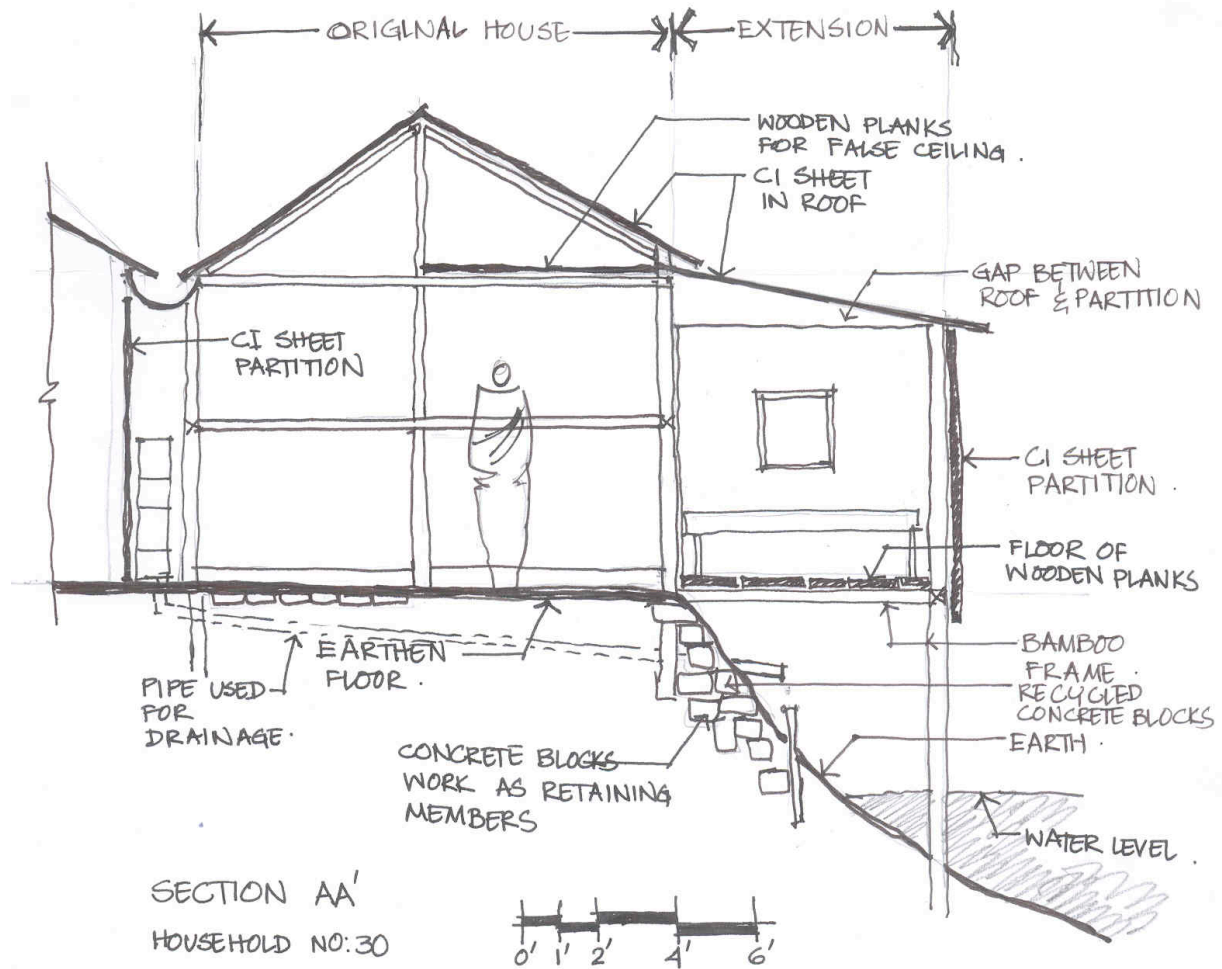 ORIGINAL HOUSE
EXTENSION
WOODEN PLANKS
FOR FALSE CEILING.
CI SHEET
IN ROOF
GAP BETWEEN
ROOF & PARTITION
CI SHEET
PARTITION
CI SHEET
PARTITION.
FLOOR OF
WOODEN PLANKS
EARTHEN
FLOOR.
BAMBOO
FRAME.
PIPE USED
FOR
DRAINAGE.
RECYCLED
CONCRETE BLOCKS
EARTH.
CONCRETE BLOCKS
WORK AS RETAINING
MEMBERS
WATER LEVEL.
SECTION AA'
HOUSEHOLD NO:30
0' 1' 2' 4' 6'